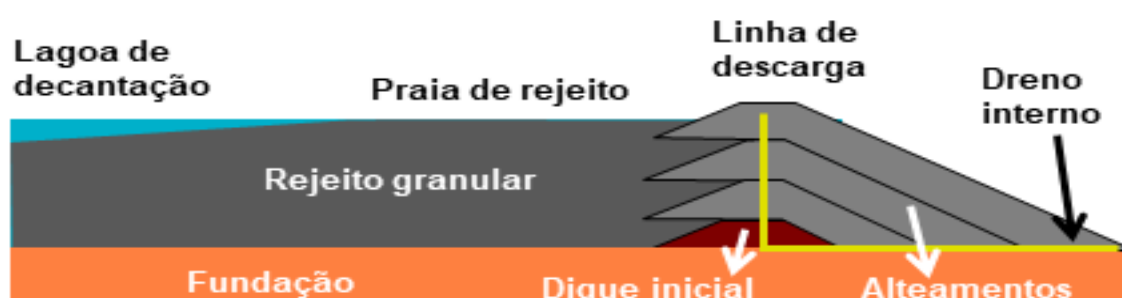 Lagoa de
decantação
Praia de rejeito
Linha de
descarga
Dreno
interno
Rejeito granular
Fundação
Dique inicial
Alteamentos